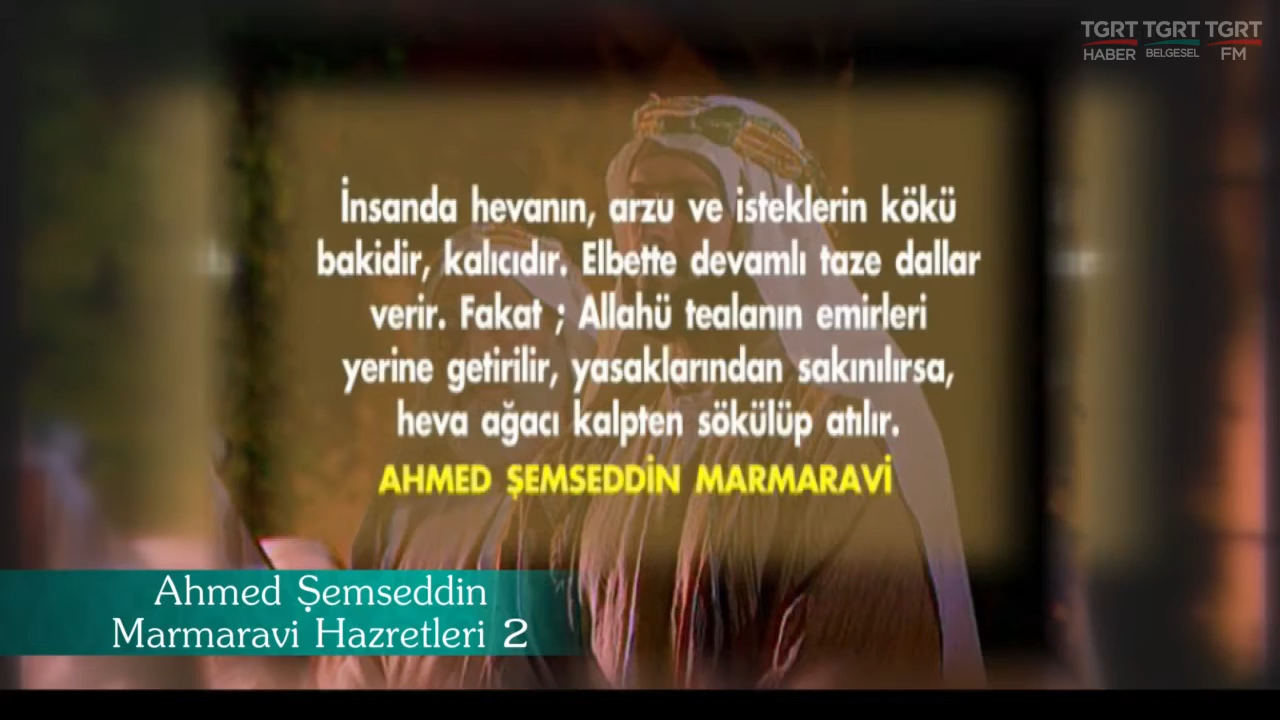 TGRT HABER TGRT BELGESEL TGRT FM
İnsanda hevanın, arzu ve isteklerin kökü
bakidir, kalıcıdır. Elbette devamlı taze dallar
verir. Fakat ; Allahü tealanın emirleri
yerine getirilir, yasaklarından sakınılırsa,
heva ağacı kalpten sökülüp atılır.
AHMED ŞEMSEDDİN MARMARAVİ
Ahmed Şemseddin
Marmaravi Hazretleri 2